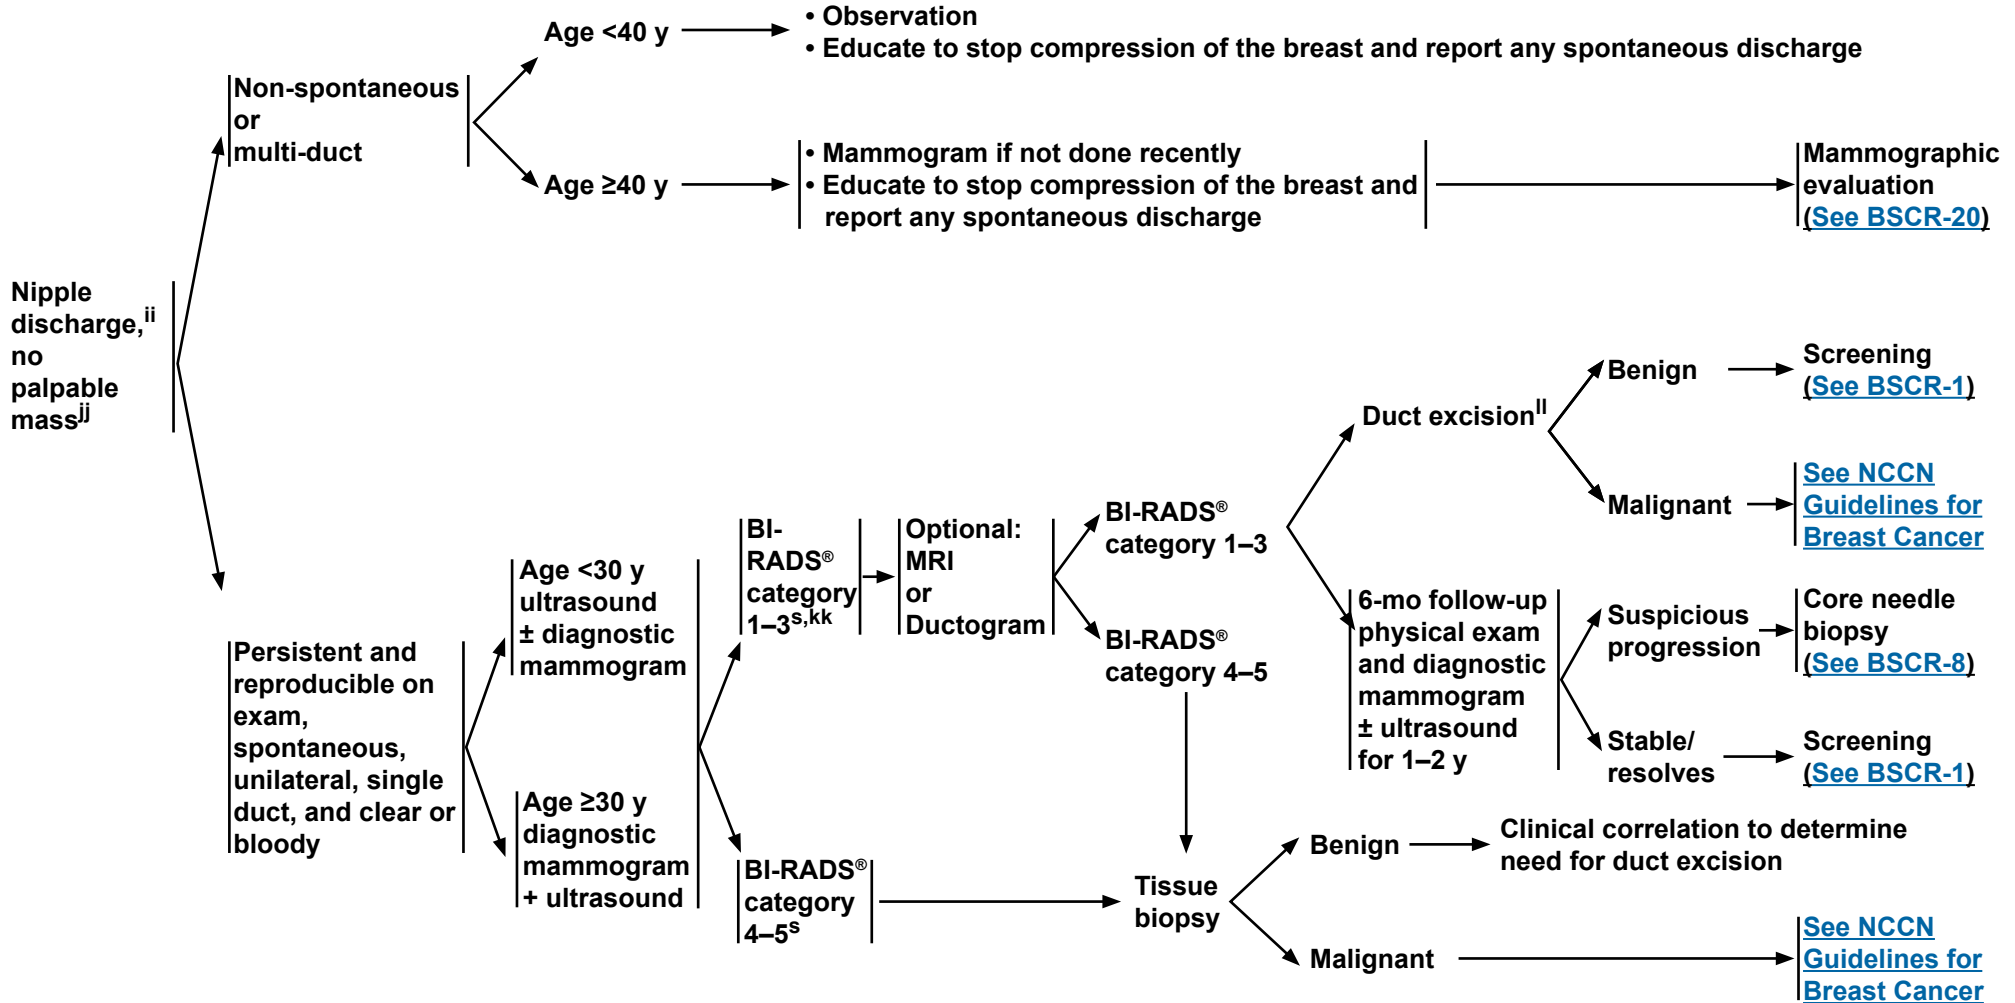 Nipple
discharge,ii
no
palpable
massjj
Non-spontaneous
or
multi-duct
Age <40 y
• Observation
• Educate to stop compression of the breast and report any spontaneous discharge
Age ≥40 y
• Mammogram if not done recently
• Educate to stop compression of the breast and
report any spontaneous discharge
Mammographic
evaluation
(See BSCR-20)
Persistent and
reproducible on
exam,
spontaneous,
unilateral, single
duct, and clear or
bloody
Age <30 y
ultrasound
± diagnostic
mammogram
Age ≥30 y
diagnostic
mammogram
+ ultrasound
BI-
RADS®
category
1–3s,kk
Optional:
MRI
or
Ductogram
BI-RADS®
category 1–3
BI-RADS®
category 4–5
Duct excisionll
Benign
Screening
(See BSCR-1)
Malignant
See NCCN
Guidelines for
Breast Cancer
6-mo follow-up
physical exam
and diagnostic
mammogram
± ultrasound
for 1–2 y
Suspicious
progression
Core needle
biopsy
(See BSCR-8)
Stable/
resolves
Screening
(See BSCR-1)
BI-RADS®
category
4–5s
Tissue
biopsy
Benign
Clinical correlation to determine
need for duct excision
Malignant
See NCCN
Guidelines for
Breast Cancer